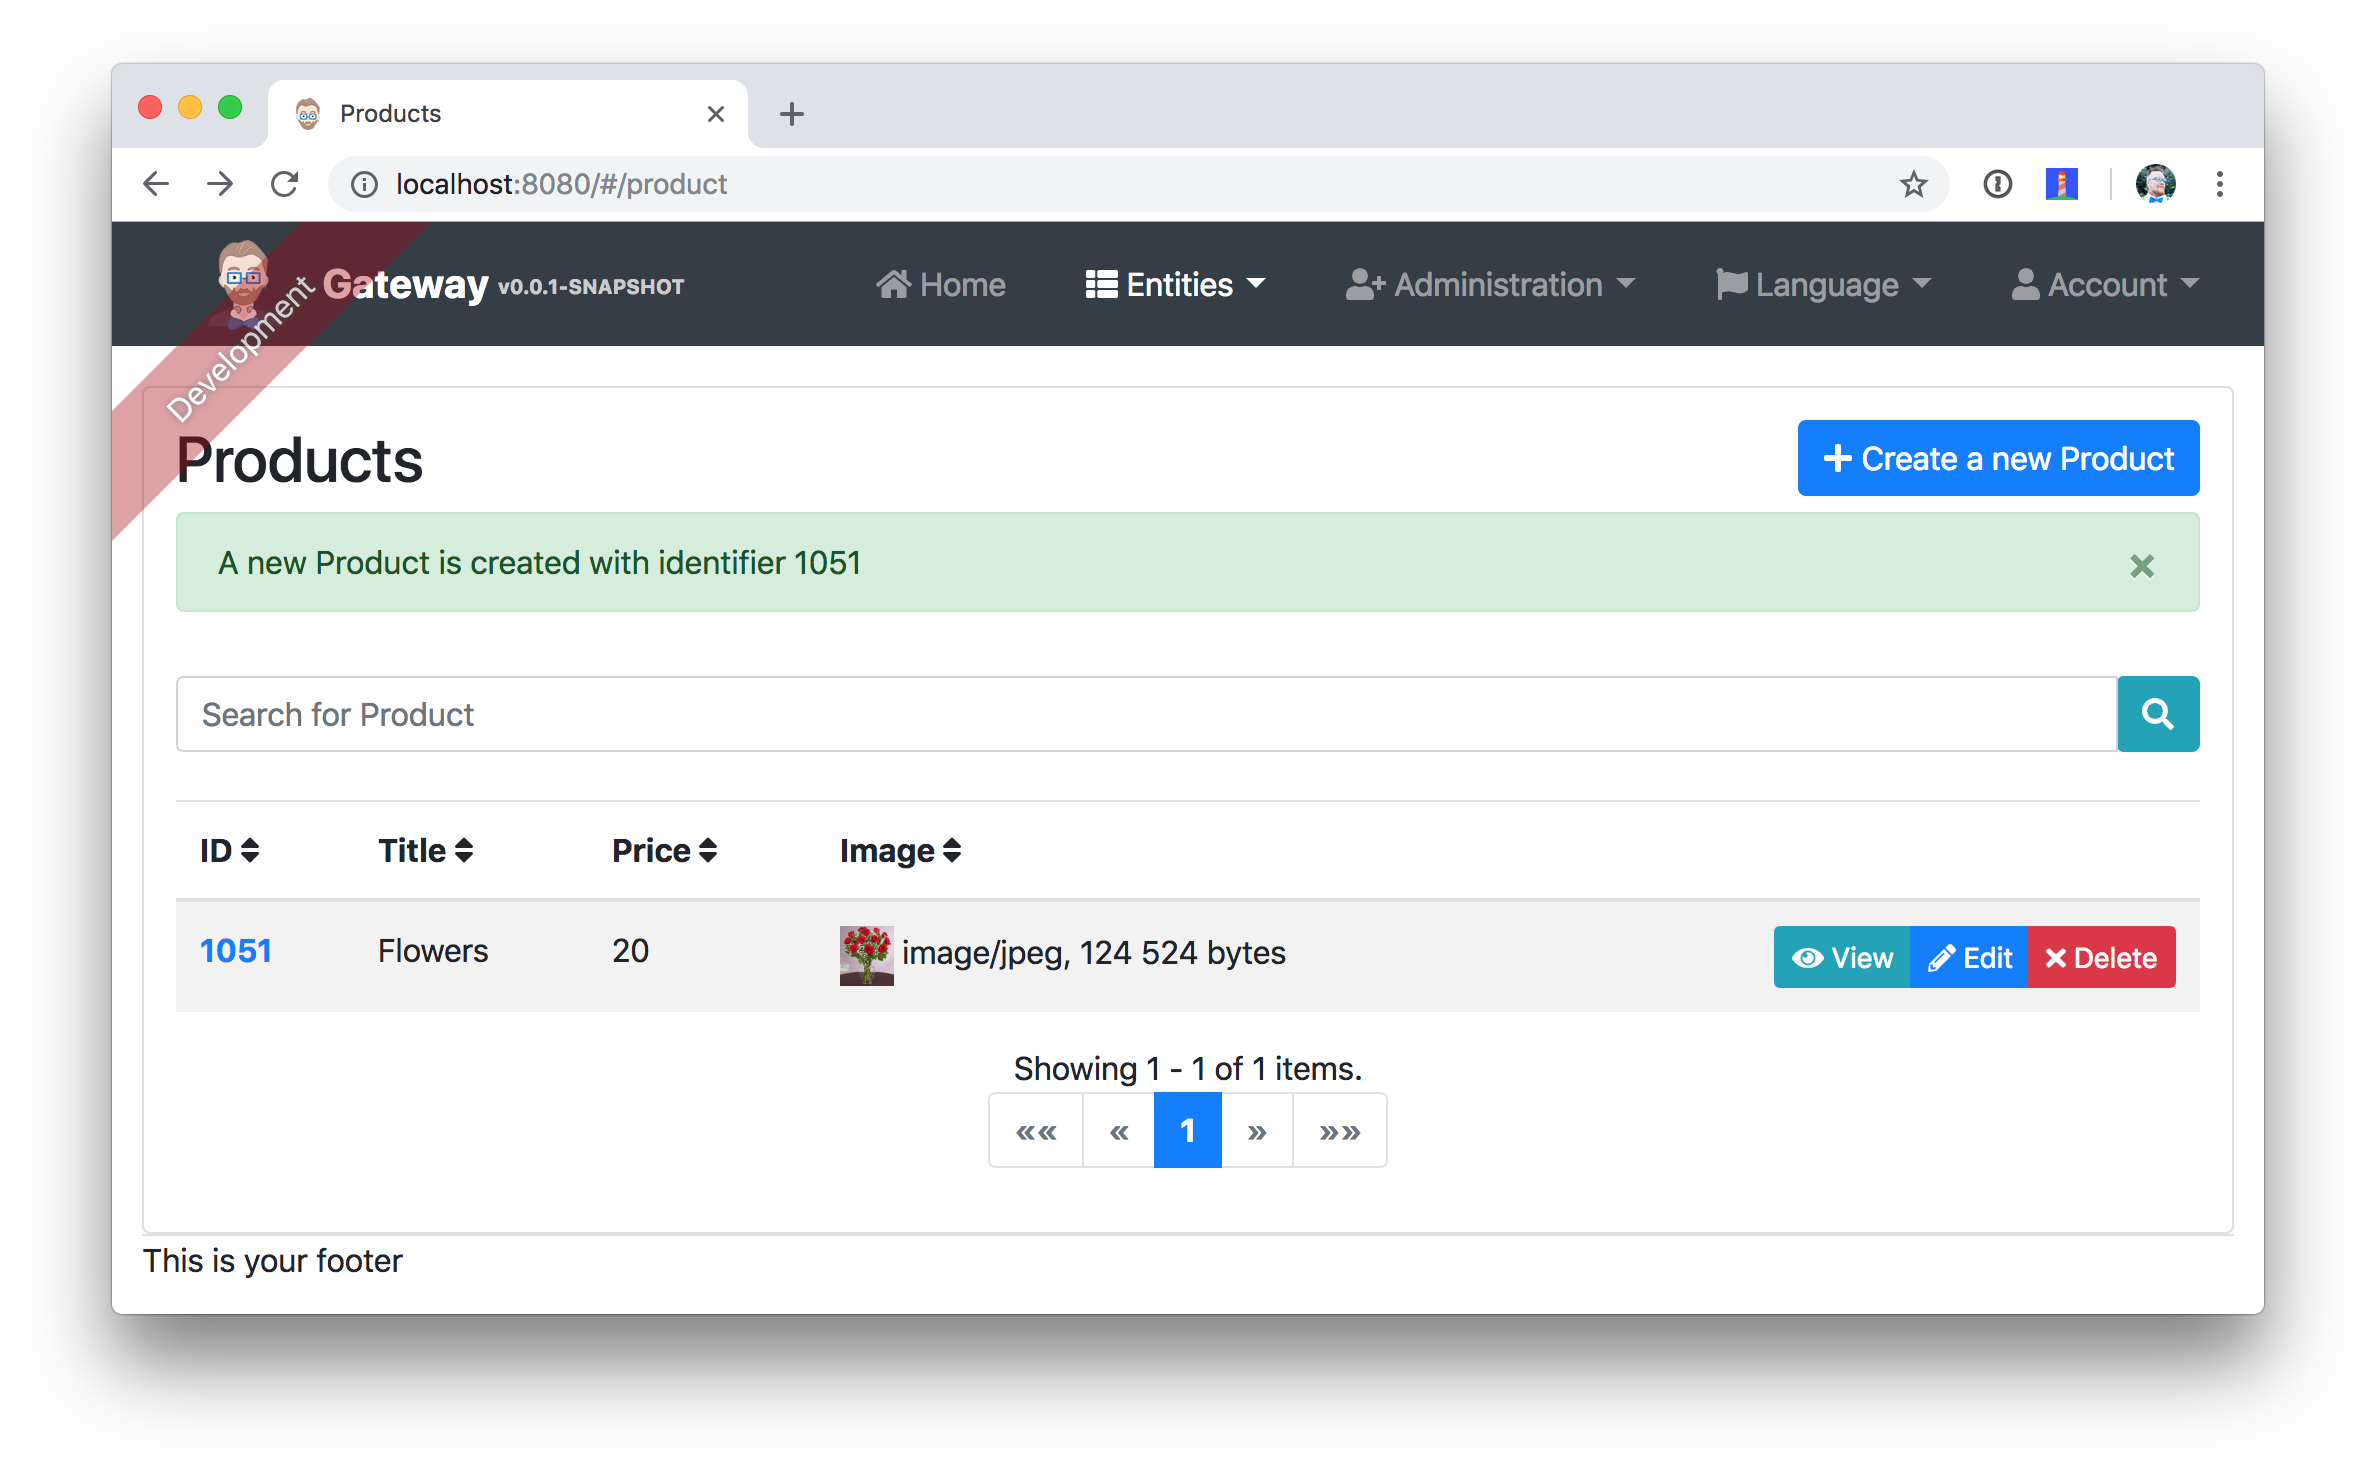 Products
localhost:8080/#/product
Development
Gateway v0.0.1-SNAPSHOT Home Entities Administration Language Account
Products
Create a new Product
A new Product is created with identifier 1051
Search for Product
ID Title Price Image
1051 Flowers 20 image/jpeg, 124 524 bytes View Edit Delete
Showing 1 - 1 of 1 items.
«« « 1 » »»
This is your footer